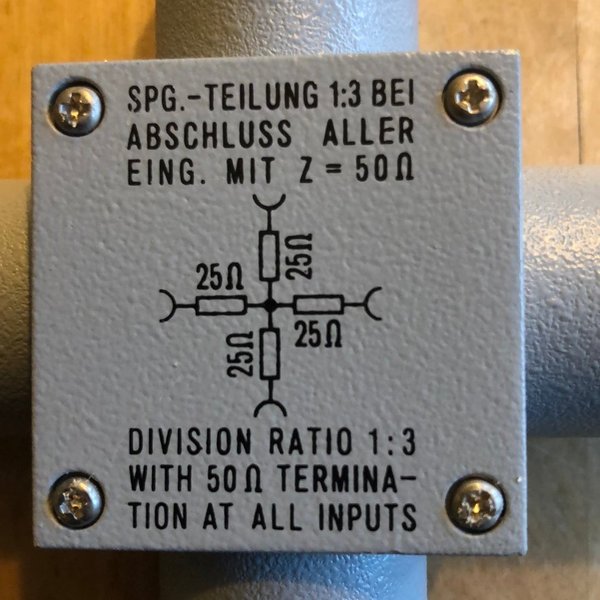 SPG.-TEILUNG 1:3 BEI
ABSCHLUSS ALLER
EING. MIT Z = 50Ω
25Ω
25Ω
25Ω
25Ω
DIVISION RATIO 1:3
WITH 50Ω TERMINA-
TION AT ALL INPUTS